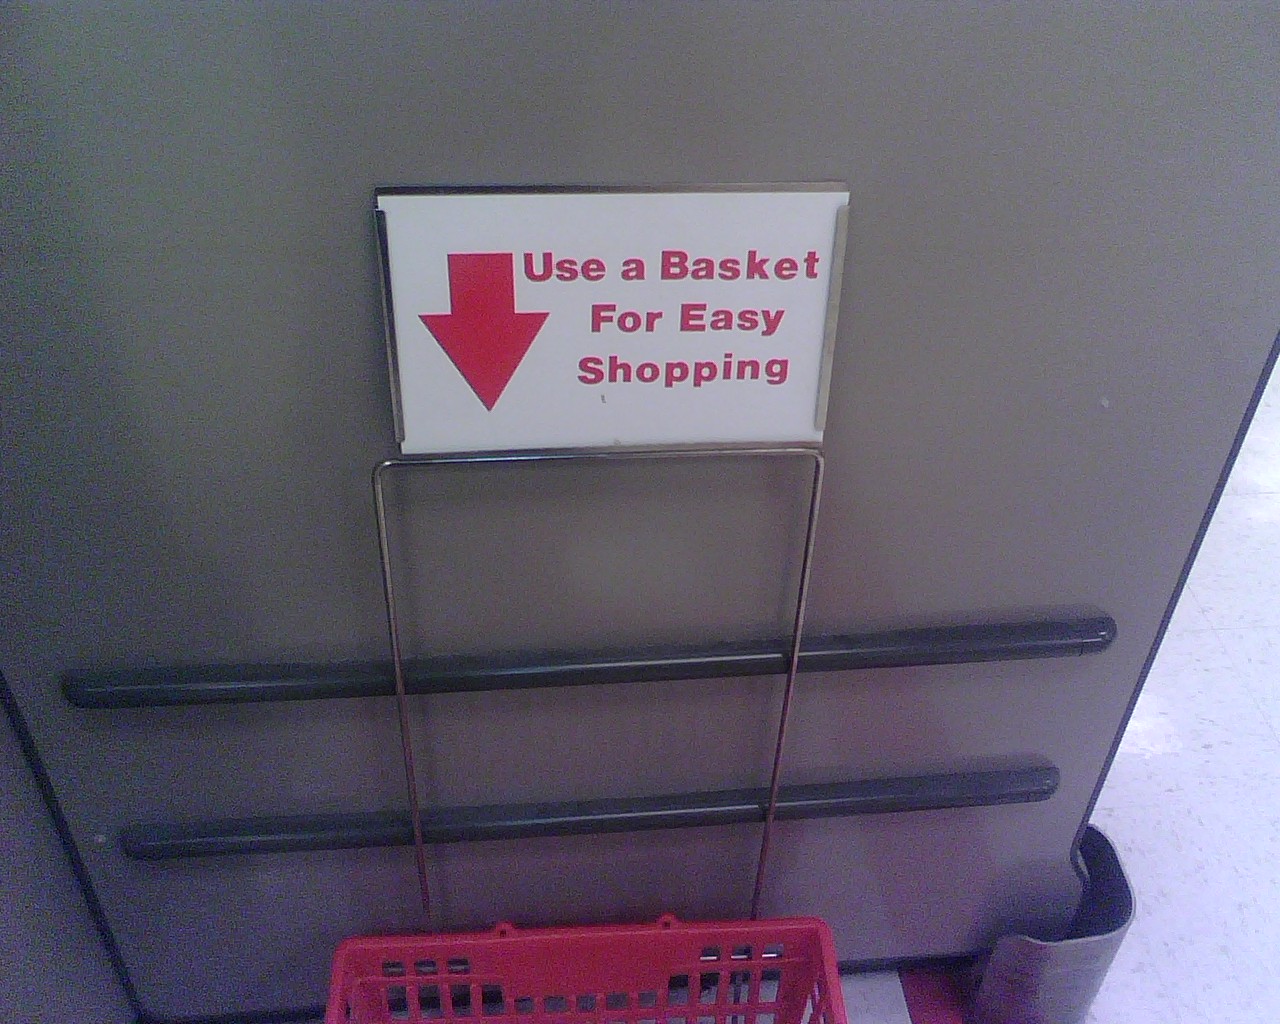 Use a Basket
For Easy
Shopping